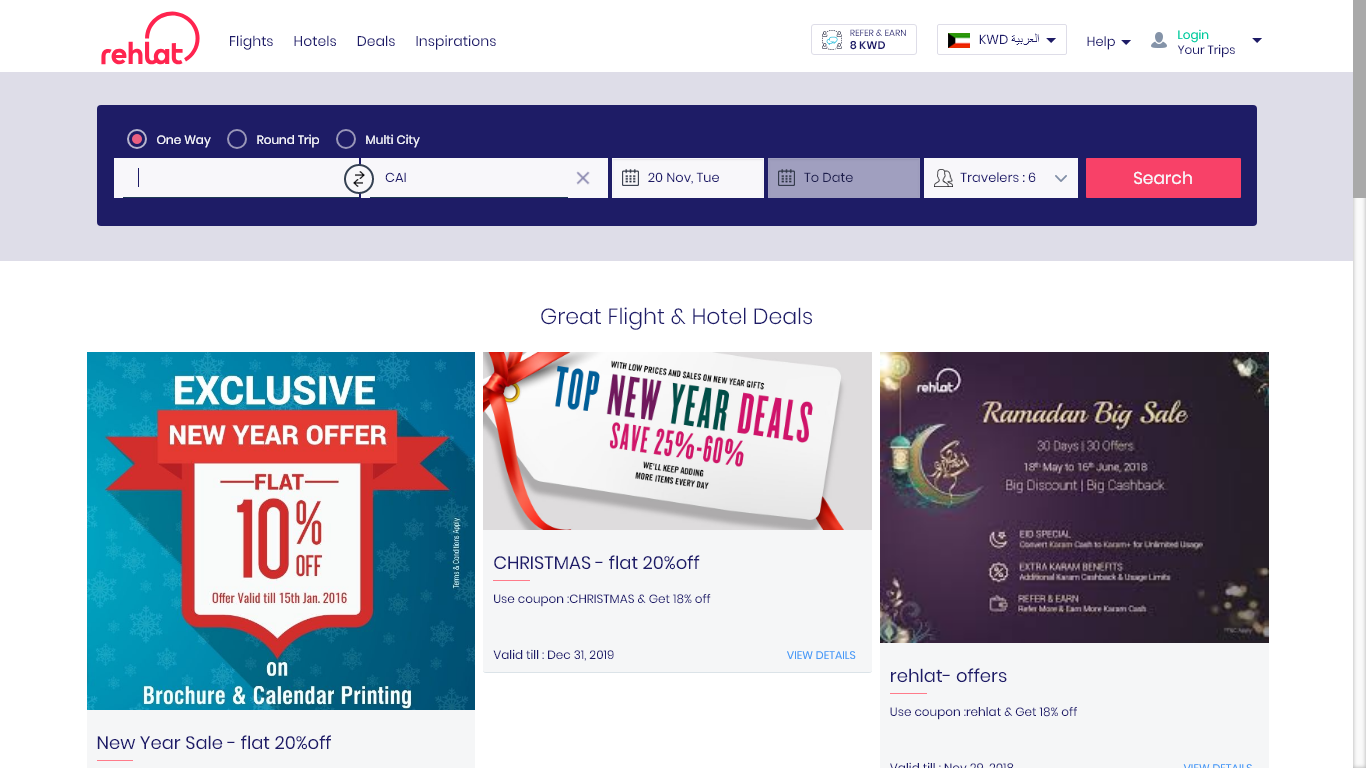 rehlat
Flights
Hotels
Deals
Inspirations
REFER & EARN
8 KWD
KWD العربية
Help
Login
Your Trips
One Way
Round Trip
Multi City
CAI
20 Nov, Tue
To Date
Travelers : 6
Search
Great Flight & Hotel Deals
EXCLUSIVE
NEW YEAR OFFER
FLAT
10%
OFF
Offer Valid till 15th Jan. 2016
Terms & Conditions Apply
on
Brochure & Calendar Printing
New Year Sale - flat 20%off
WITH LOW PRICES AND SALES ON NEW YEAR GIFTS
TOP NEW YEAR DEALS
SAVE 25%-60%
WE'LL KEEP ADDING
MORE ITEMS EVERY DAY
CHRISTMAS - flat 20%off
Use coupon :CHRISTMAS & Get 18% off
Valid till : Dec 31, 2019
VIEW DETAILS
rehlat
Ramadan Big Sale
30 Days | 30 Offers
18th May to 16th June, 2018
Big Discount | Big Cashback
EID SPECIAL
Convert Karam Cash to Karam+ for Unlimited Usage
EXTRA KARAM BENEFITS
Additional Karam Cashback & Usage Limits
REFER & EARN
Refer More & Earn More Karam Cash
rehlat- offers
Use coupon :rehlat & Get 18% off
Valid till : Nov 29, 2018
VIEW DETAILS